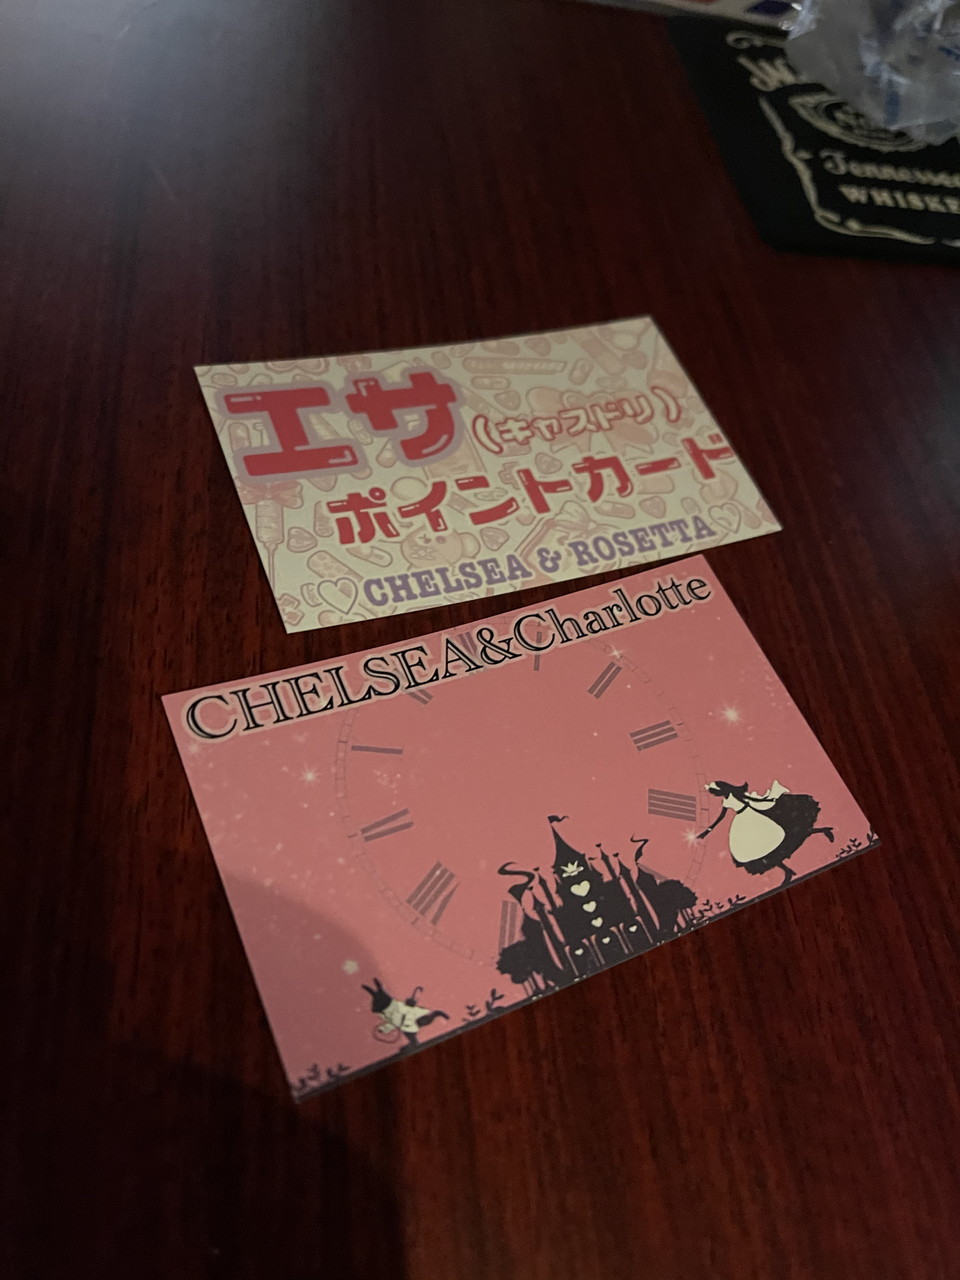 Tennessee
WHISKEY
エサ(キャストドリ)
ポイントカード
CHELSEA & ROSETTA
CHELSEA&Charlotte